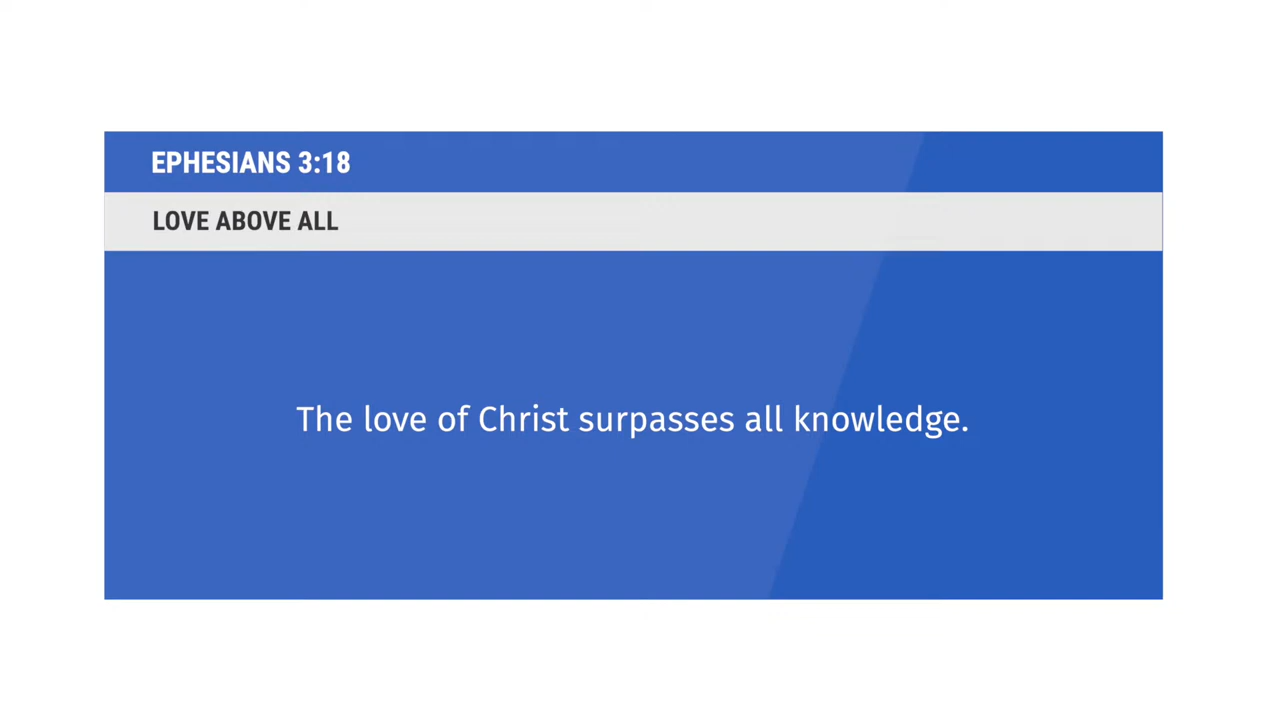 EPHESIANS 3:18
LOVE ABOVE ALL
The love of Christ surpasses all knowledge.